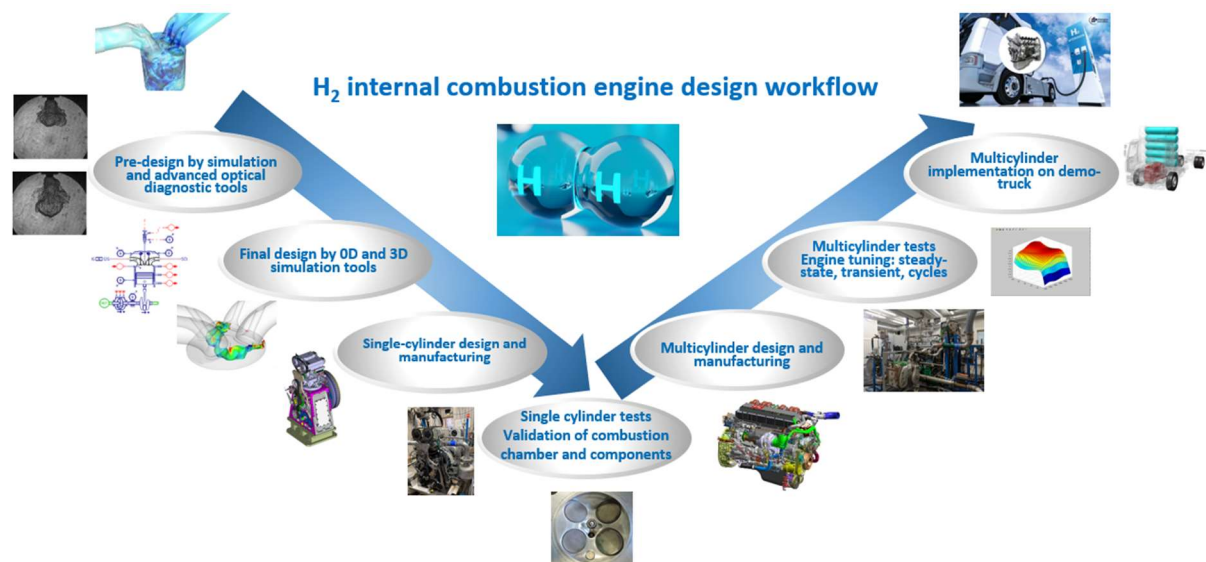 H₂ internal combustion engine design workflow
Pre-design by simulation
and advanced optical
diagnostic tools
Final design by 0D and 3D
simulation tools
Single-cylinder design and
manufacturing
Single cylinder tests
Validation of combustion
chamber and components
Multicylinder design and
manufacturing
Multicylinder tests
Engine tuning: steady-
state, transient, cycles
Multicylinder
implementation on demo-
truck
H H
H₂